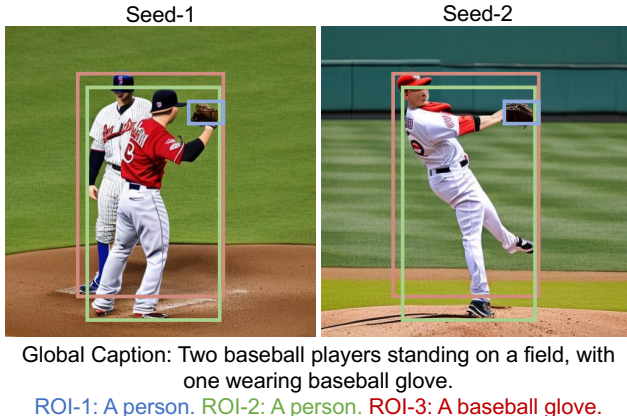 Seed-1
Seed-2
Global Caption: Two baseball players standing on a field, with
one wearing baseball glove.
ROI-1: A person. ROI-2: A person. ROI-3: A baseball glove.